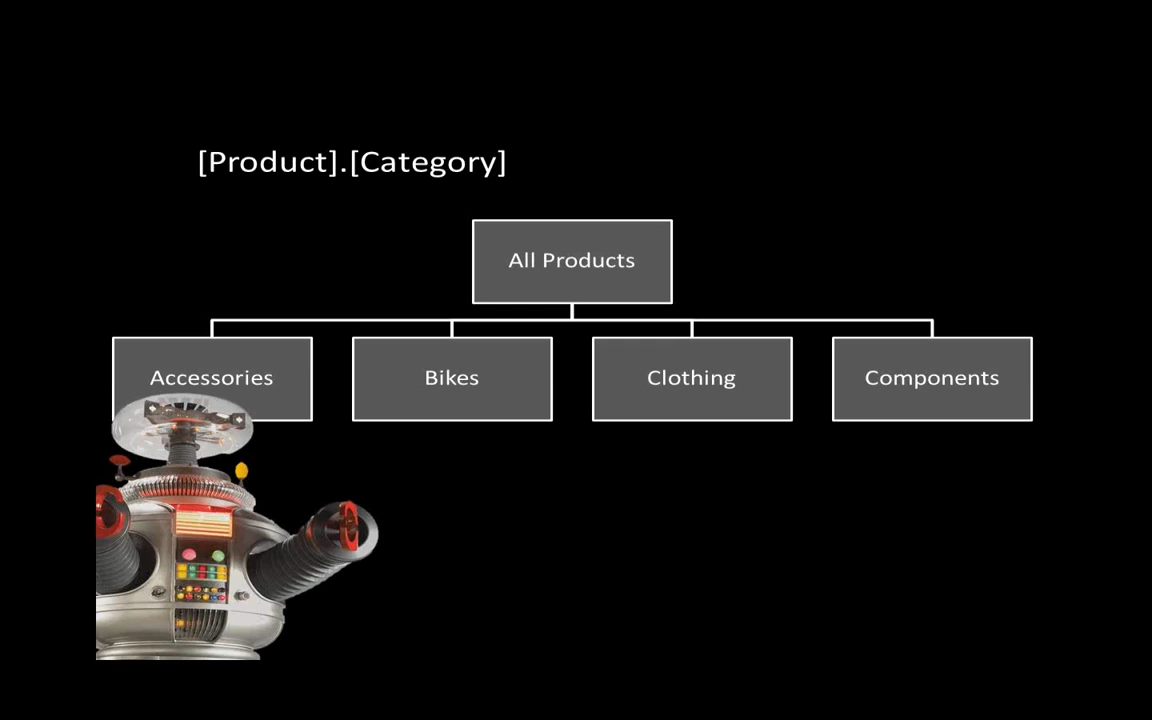 [Product].[Category]
All Products
Accessories
Bikes
Clothing
Components